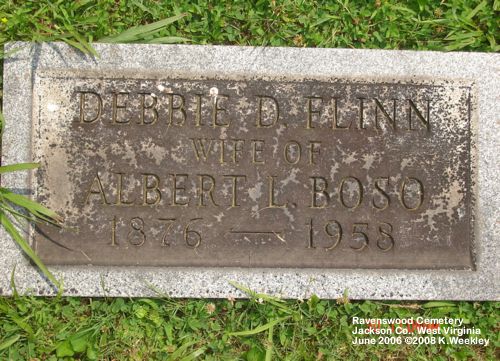 DEBBIE D. FLINN
WIFE OF
ALBERT L. BOSO
1876 — 1958
Ravenswood Cemetery
Jackson Co., West Virginia
June 2006 ©2008 K.Weekley